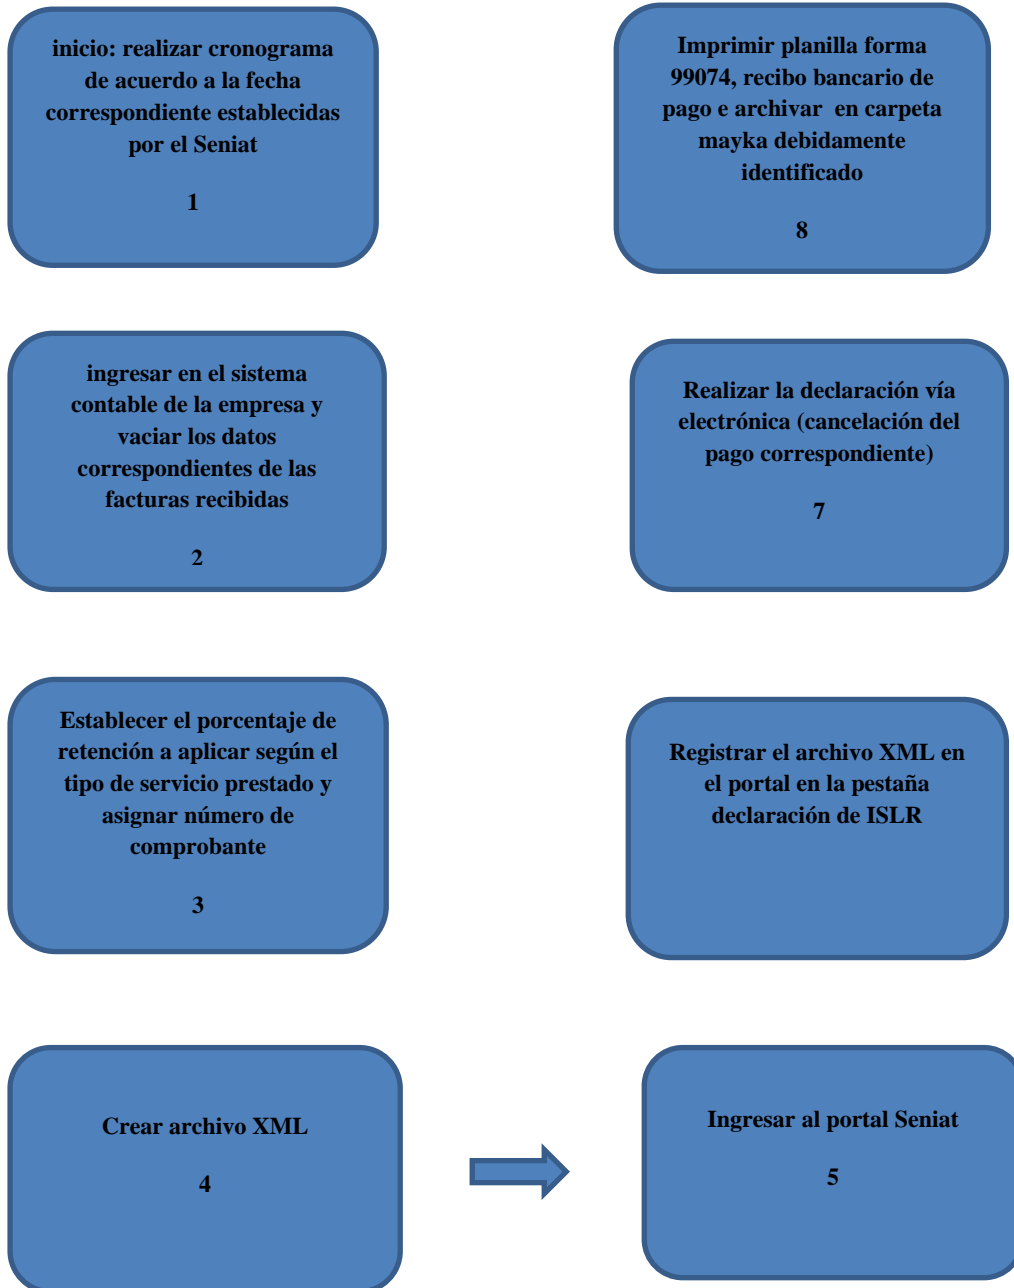 inicio: realizar cronograma
de acuerdo a la fecha
correspondiente establecidas
por el Seniat
1
ingresar en el sistema
contable de la empresa y
vaciar los datos
correspondientes de las
facturas recibidas
2
Establecer el porcentaje de
retención a aplicar según el
tipo de servicio prestado y
asignar número de
comprobante
3
Crear archivo XML
4
Ingresar al portal Seniat
5
Registrar el archivo XML en
el portal en la pestaña
declaración de ISLR
Realizar la declaración vía
electrónica (cancelación del
pago correspondiente)
7
Imprimir planilla forma
99074, recibo bancario de
pago e archivar en carpeta
mayka debidamente
identificado
8